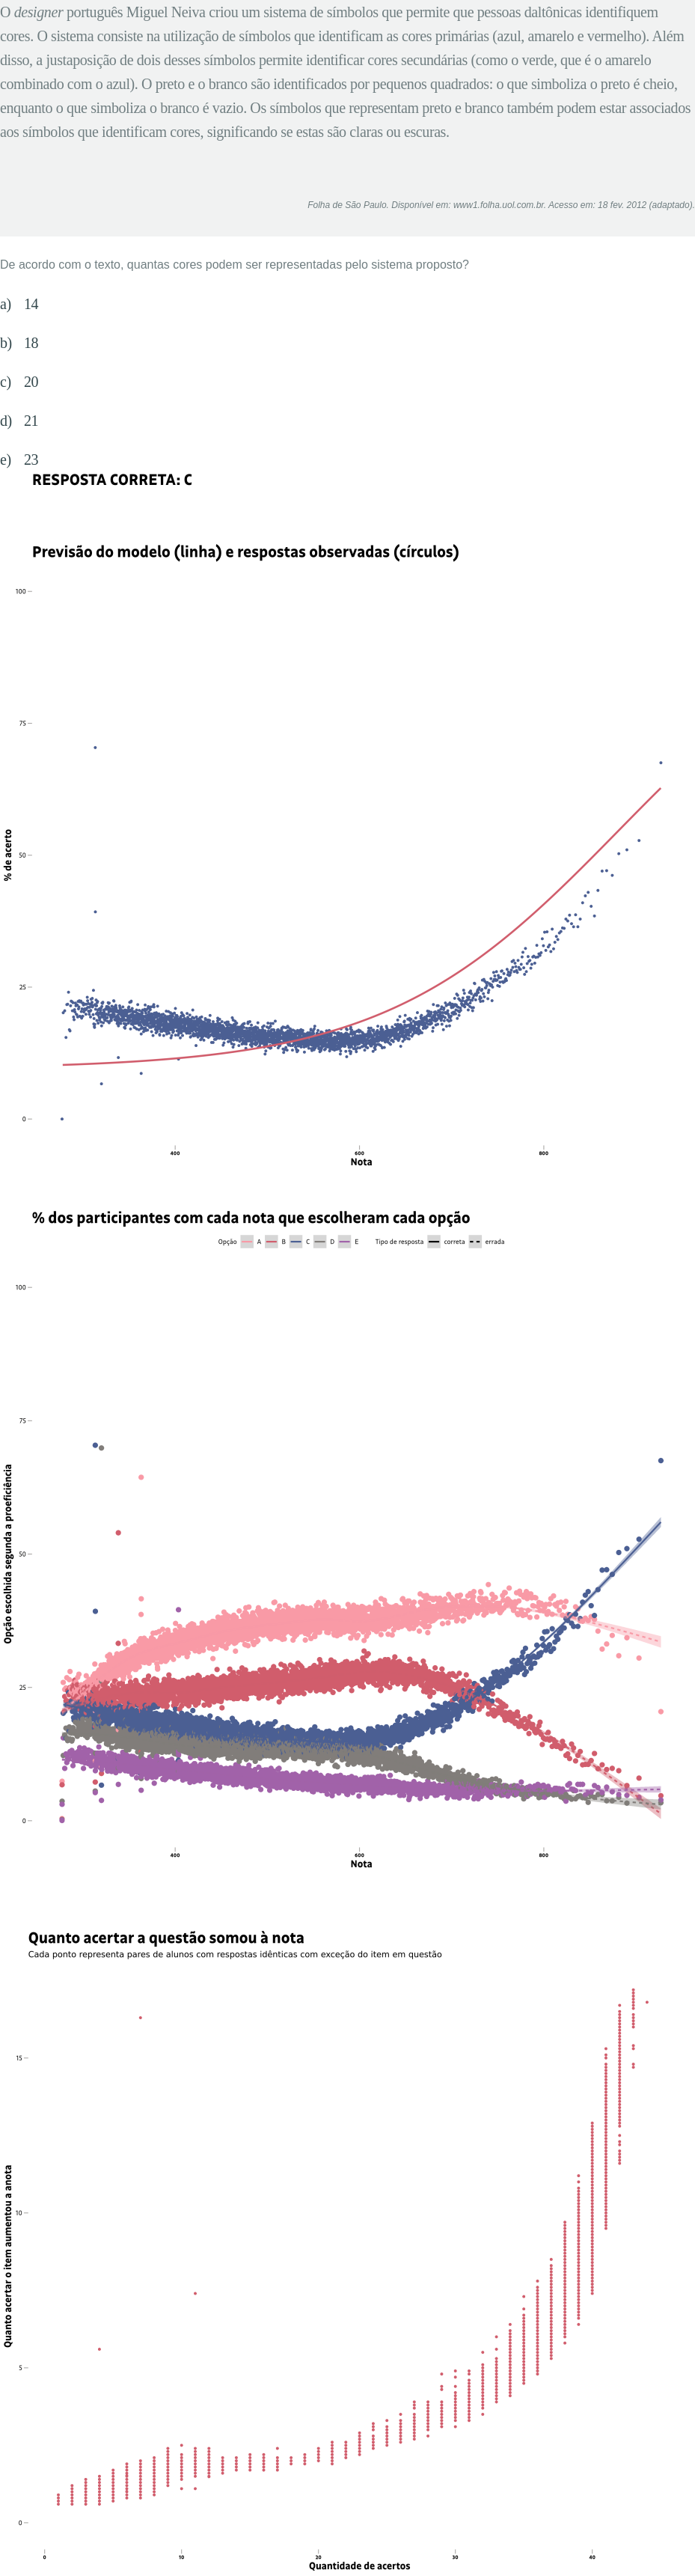 O designer português Miguel Neiva criou um sistema de símbolos que permite que pessoas daltônicas identifiquem
cores. O sistema consiste na utilização de símbolos que identificam as cores primárias (azul, amarelo e vermelho). Além
disso, a justaposição de dois desses símbolos permite identificar cores secundárias (como o verde, que é o amarelo
combinado com o azul). O preto e o branco são identificados por pequenos quadrados: o que simboliza o preto é cheio,
enquanto o que simboliza o branco é vazio. Os símbolos que representam preto e branco também podem estar associados
aos símbolos que identificam cores, significando se estas são claras ou escuras.
Folha de São Paulo. Disponível em: www1.folha.uol.com.br. Acesso em: 18 fev. 2012 (adaptado).
De acordo com o texto, quantas cores podem ser representadas pelo sistema proposto?
a) 14
b) 18
c) 20
d) 21
e) 23
RESPOSTA CORRETA: C
Previsão do modelo (linha) e respostas observadas (círculos)
100
75
% de acerto
50
25
0
400 600 800
Nota
% dos participantes com cada nota que escolheram cada opção
Opção A B C D E Tipo de resposta correta errada
100
75
Opção escolhida segunda a proeficiência
50
25
0
400 600 800
Nota
Quanto acertar a questão somou à nota
Cada ponto representa pares de alunos com respostas idênticas com exceção do item em questão
15
Quanto acertar o item aumentou a anota
10
5
0
0 10 20 30 40
Quantidade de acertos